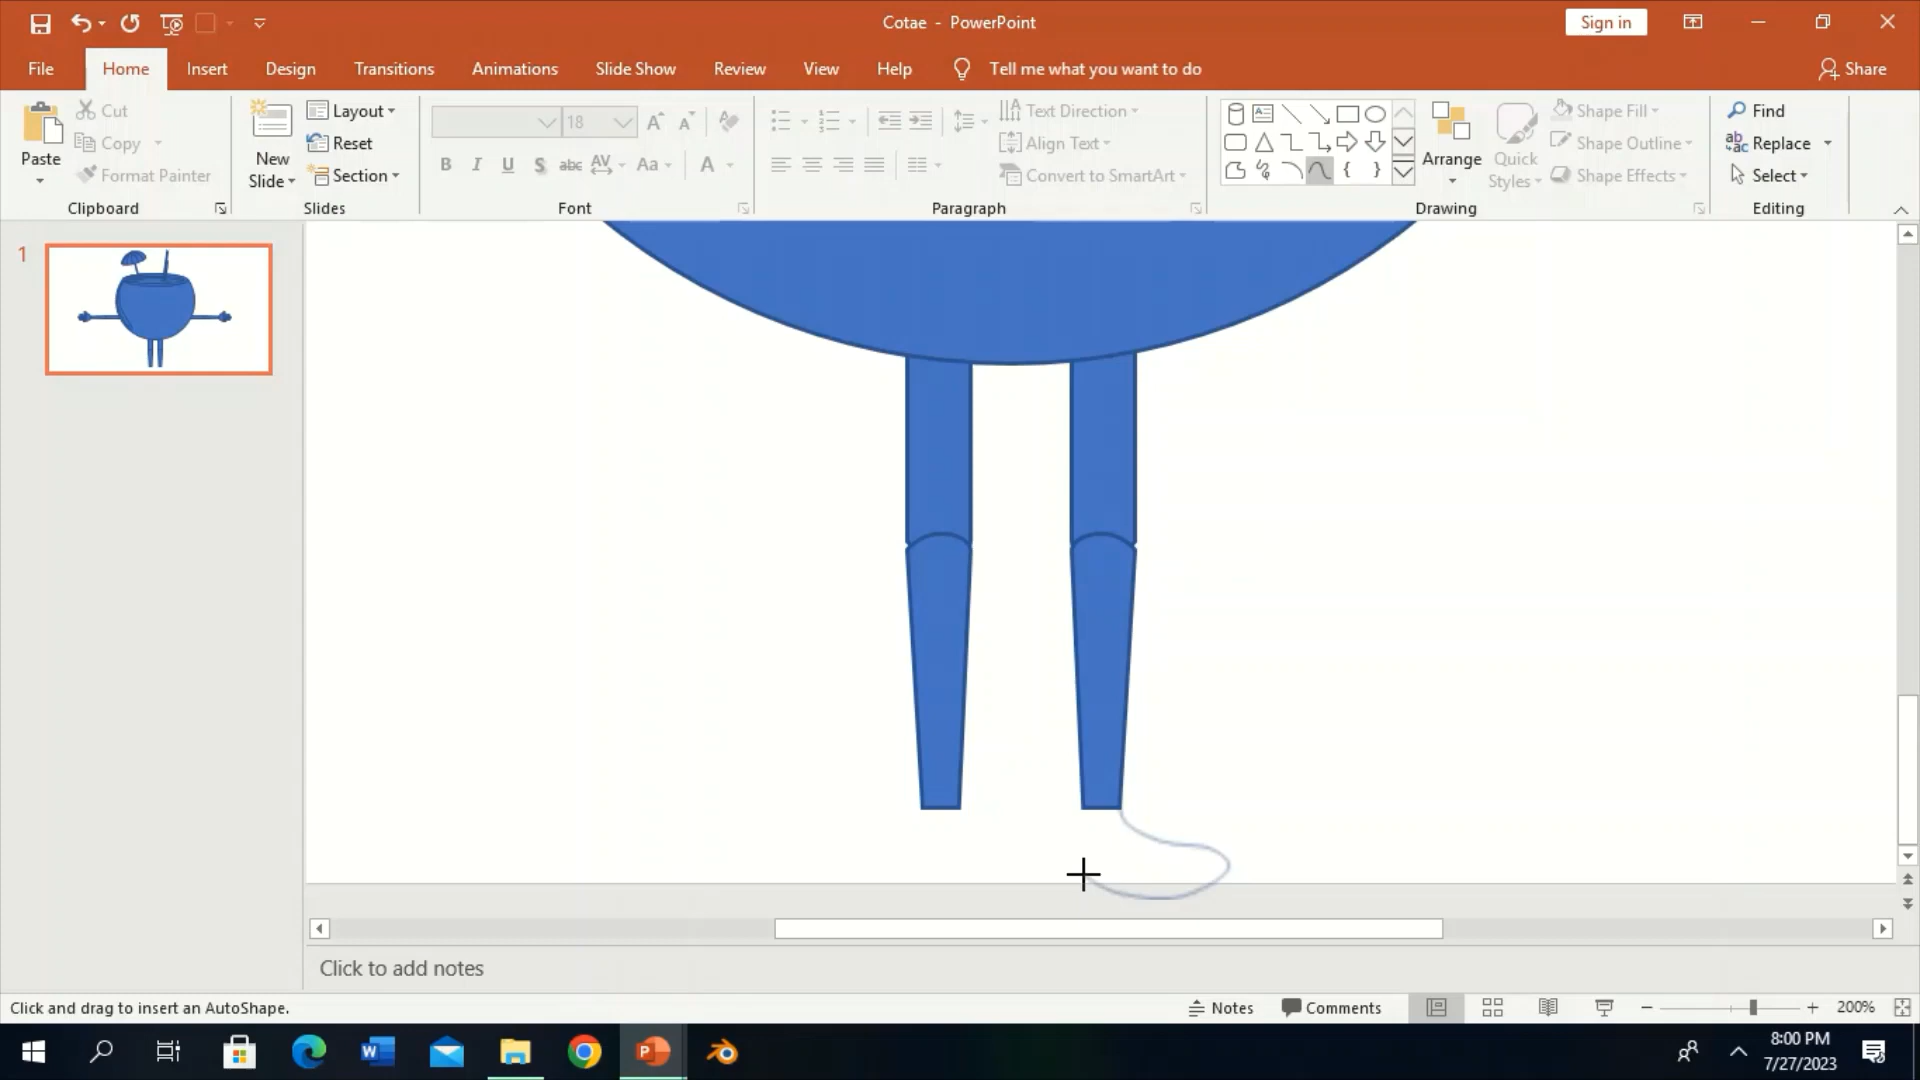 Cotae - PowerPoint
Sign in
File Home Insert Design Transitions Animations Slide Show Review View Help Tell me what you want to do Share
Paste
Cut
Copy
Format Painter
Clipboard
New
Slide
Layout
Reset
Section
Slides
18
B I U S abc AV Aa A
Font
Text Direction
Align Text
Convert to SmartArt
Paragraph
Arrange
Quick
Styles
Shape Fill
Shape Outline
Shape Effects
Drawing
Find
Replace
Select
Editing
1
Click to add notes
Click and drag to insert an AutoShape.
Notes Comments 200%
8:00 PM
7/27/2023